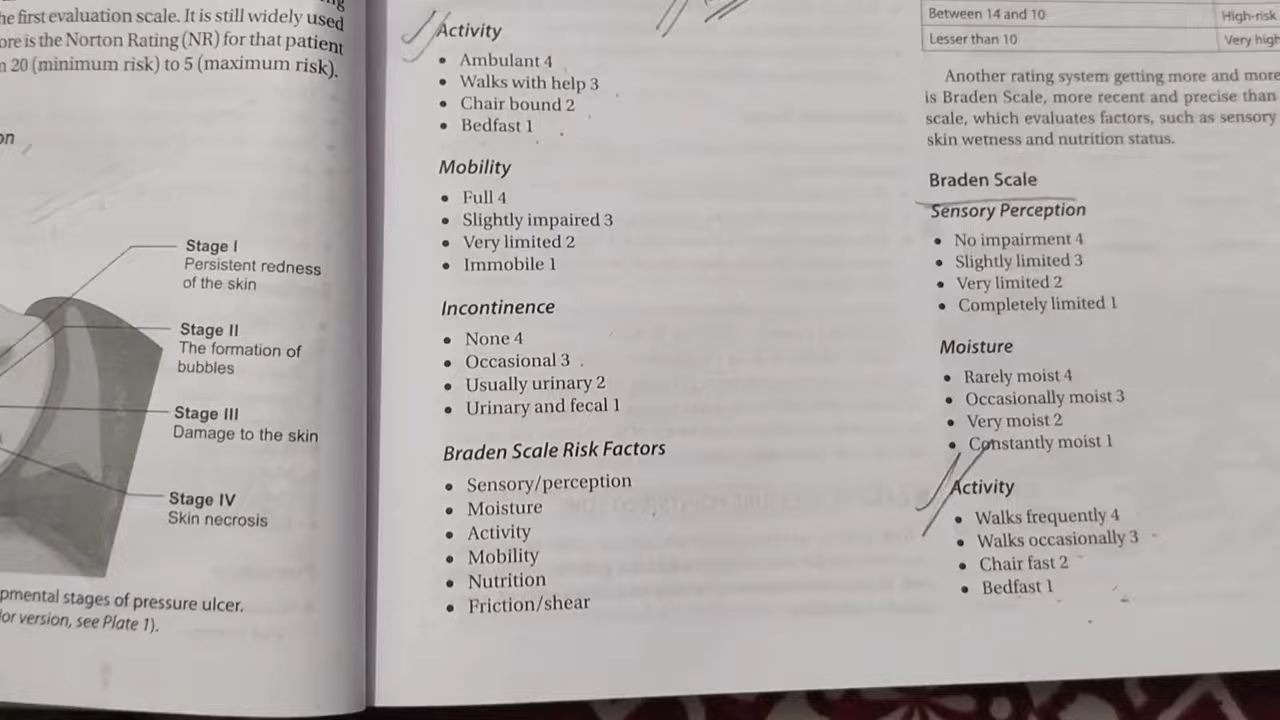 he first evaluation scale. It is still widely used
ore is the Norton Rating (NR) for that patient
20 (minimum risk) to 5 (maximum risk).
on
Stage I
Persistent redness
of the skin
Stage II
The formation of
bubbles
Stage III
Damage to the skin
Stage IV
Skin necrosis
pmental stages of pressure ulcer.
lor version, see Plate 1).
Activity
• Ambulant 4
• Walks with help 3
• Chair bound 2
• Bedfast 1
Mobility
• Full 4
• Slightly impaired 3
• Very limited 2
• Immobile 1
Incontinence
• None 4
• Occasional 3
• Usually urinary 2
• Urinary and fecal 1
Braden Scale Risk Factors
• Sensory/perception
• Moisture
• Activity
• Mobility
• Nutrition
• Friction/shear
Between 14 and 10 High-risk
Lesser than 10 Very high
Another rating system getting more and more
is Braden Scale, more recent and precise than
scale, which evaluates factors, such as sensory
skin wetness and nutrition status.
Braden Scale
Sensory Perception
• No impairment 4
• Slightly limited 3
• Very limited 2
• Completely limited 1
Moisture
• Rarely moist 4
• Occasionally moist 3
• Very moist 2
• Constantly moist 1
Activity
• Walks frequently 4
• Walks occasionally 3
• Chair fast 2
• Bedfast 1